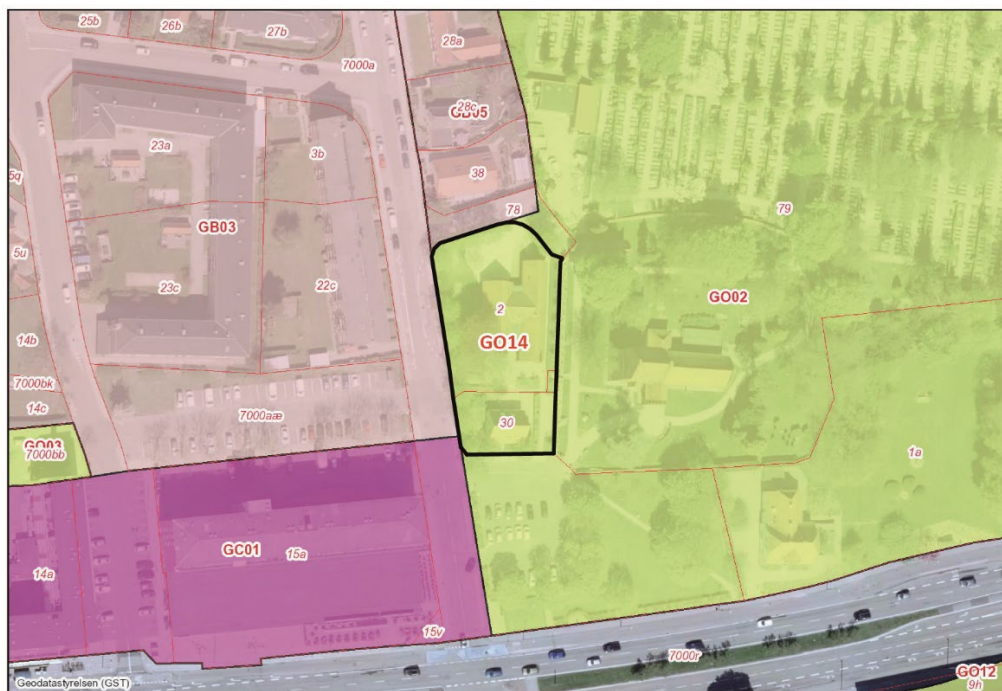 25b
26b
27b
7000a
28a
28c
GB05
23a
3b
38
5q
78
79
GB03
5u
23c
22c
2
GO02
GO14
14b
7000bk
14c
7000aæ
30
GO03
7000bb
1a
GC01
15a
14a
15v
7000r
GO12
9h
Geodatastyrelsen (GST)